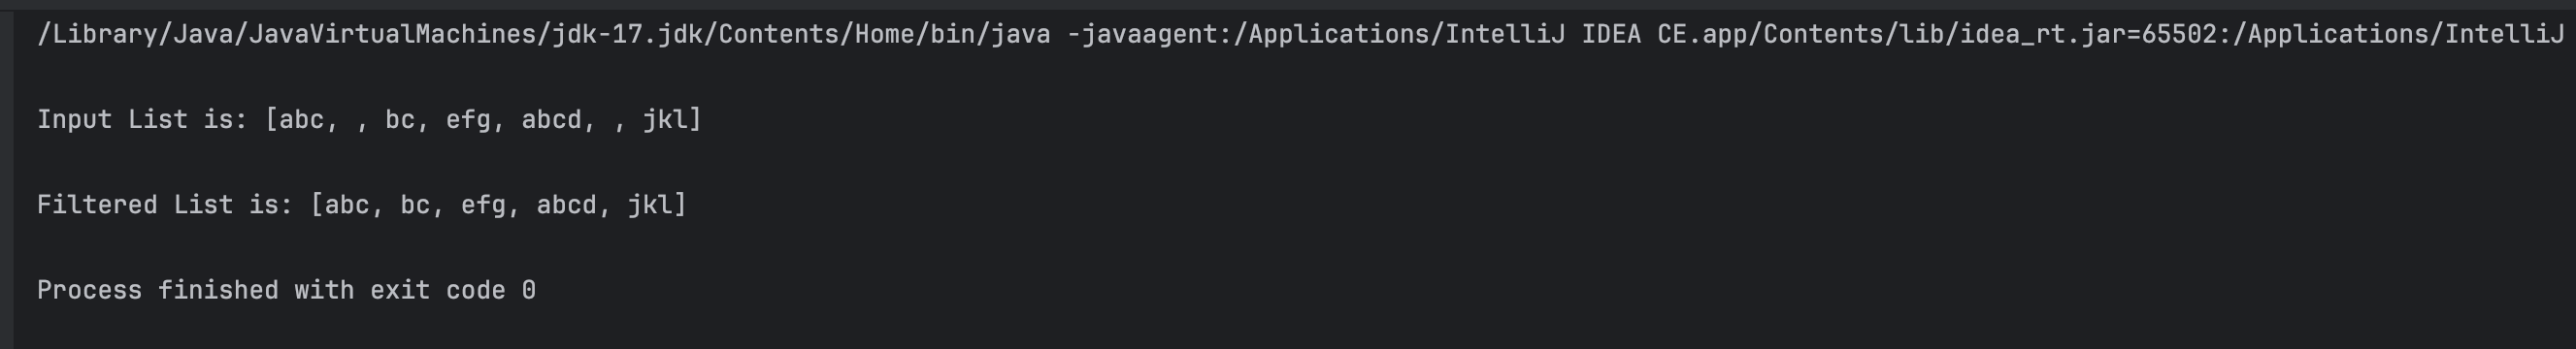 /Library/Java/JavaVirtualMachines/jdk-17.jdk/Contents/Home/bin/java -javaagent:/Applications/IntelliJ IDEA CE.app/Contents/lib/idea_rt.jar=65502:/Applications/IntelliJ
Input List is: [abc, , bc, efg, abcd, , jkl]
Filtered List is: [abc, bc, efg, abcd, jkl]
Process finished with exit code 0